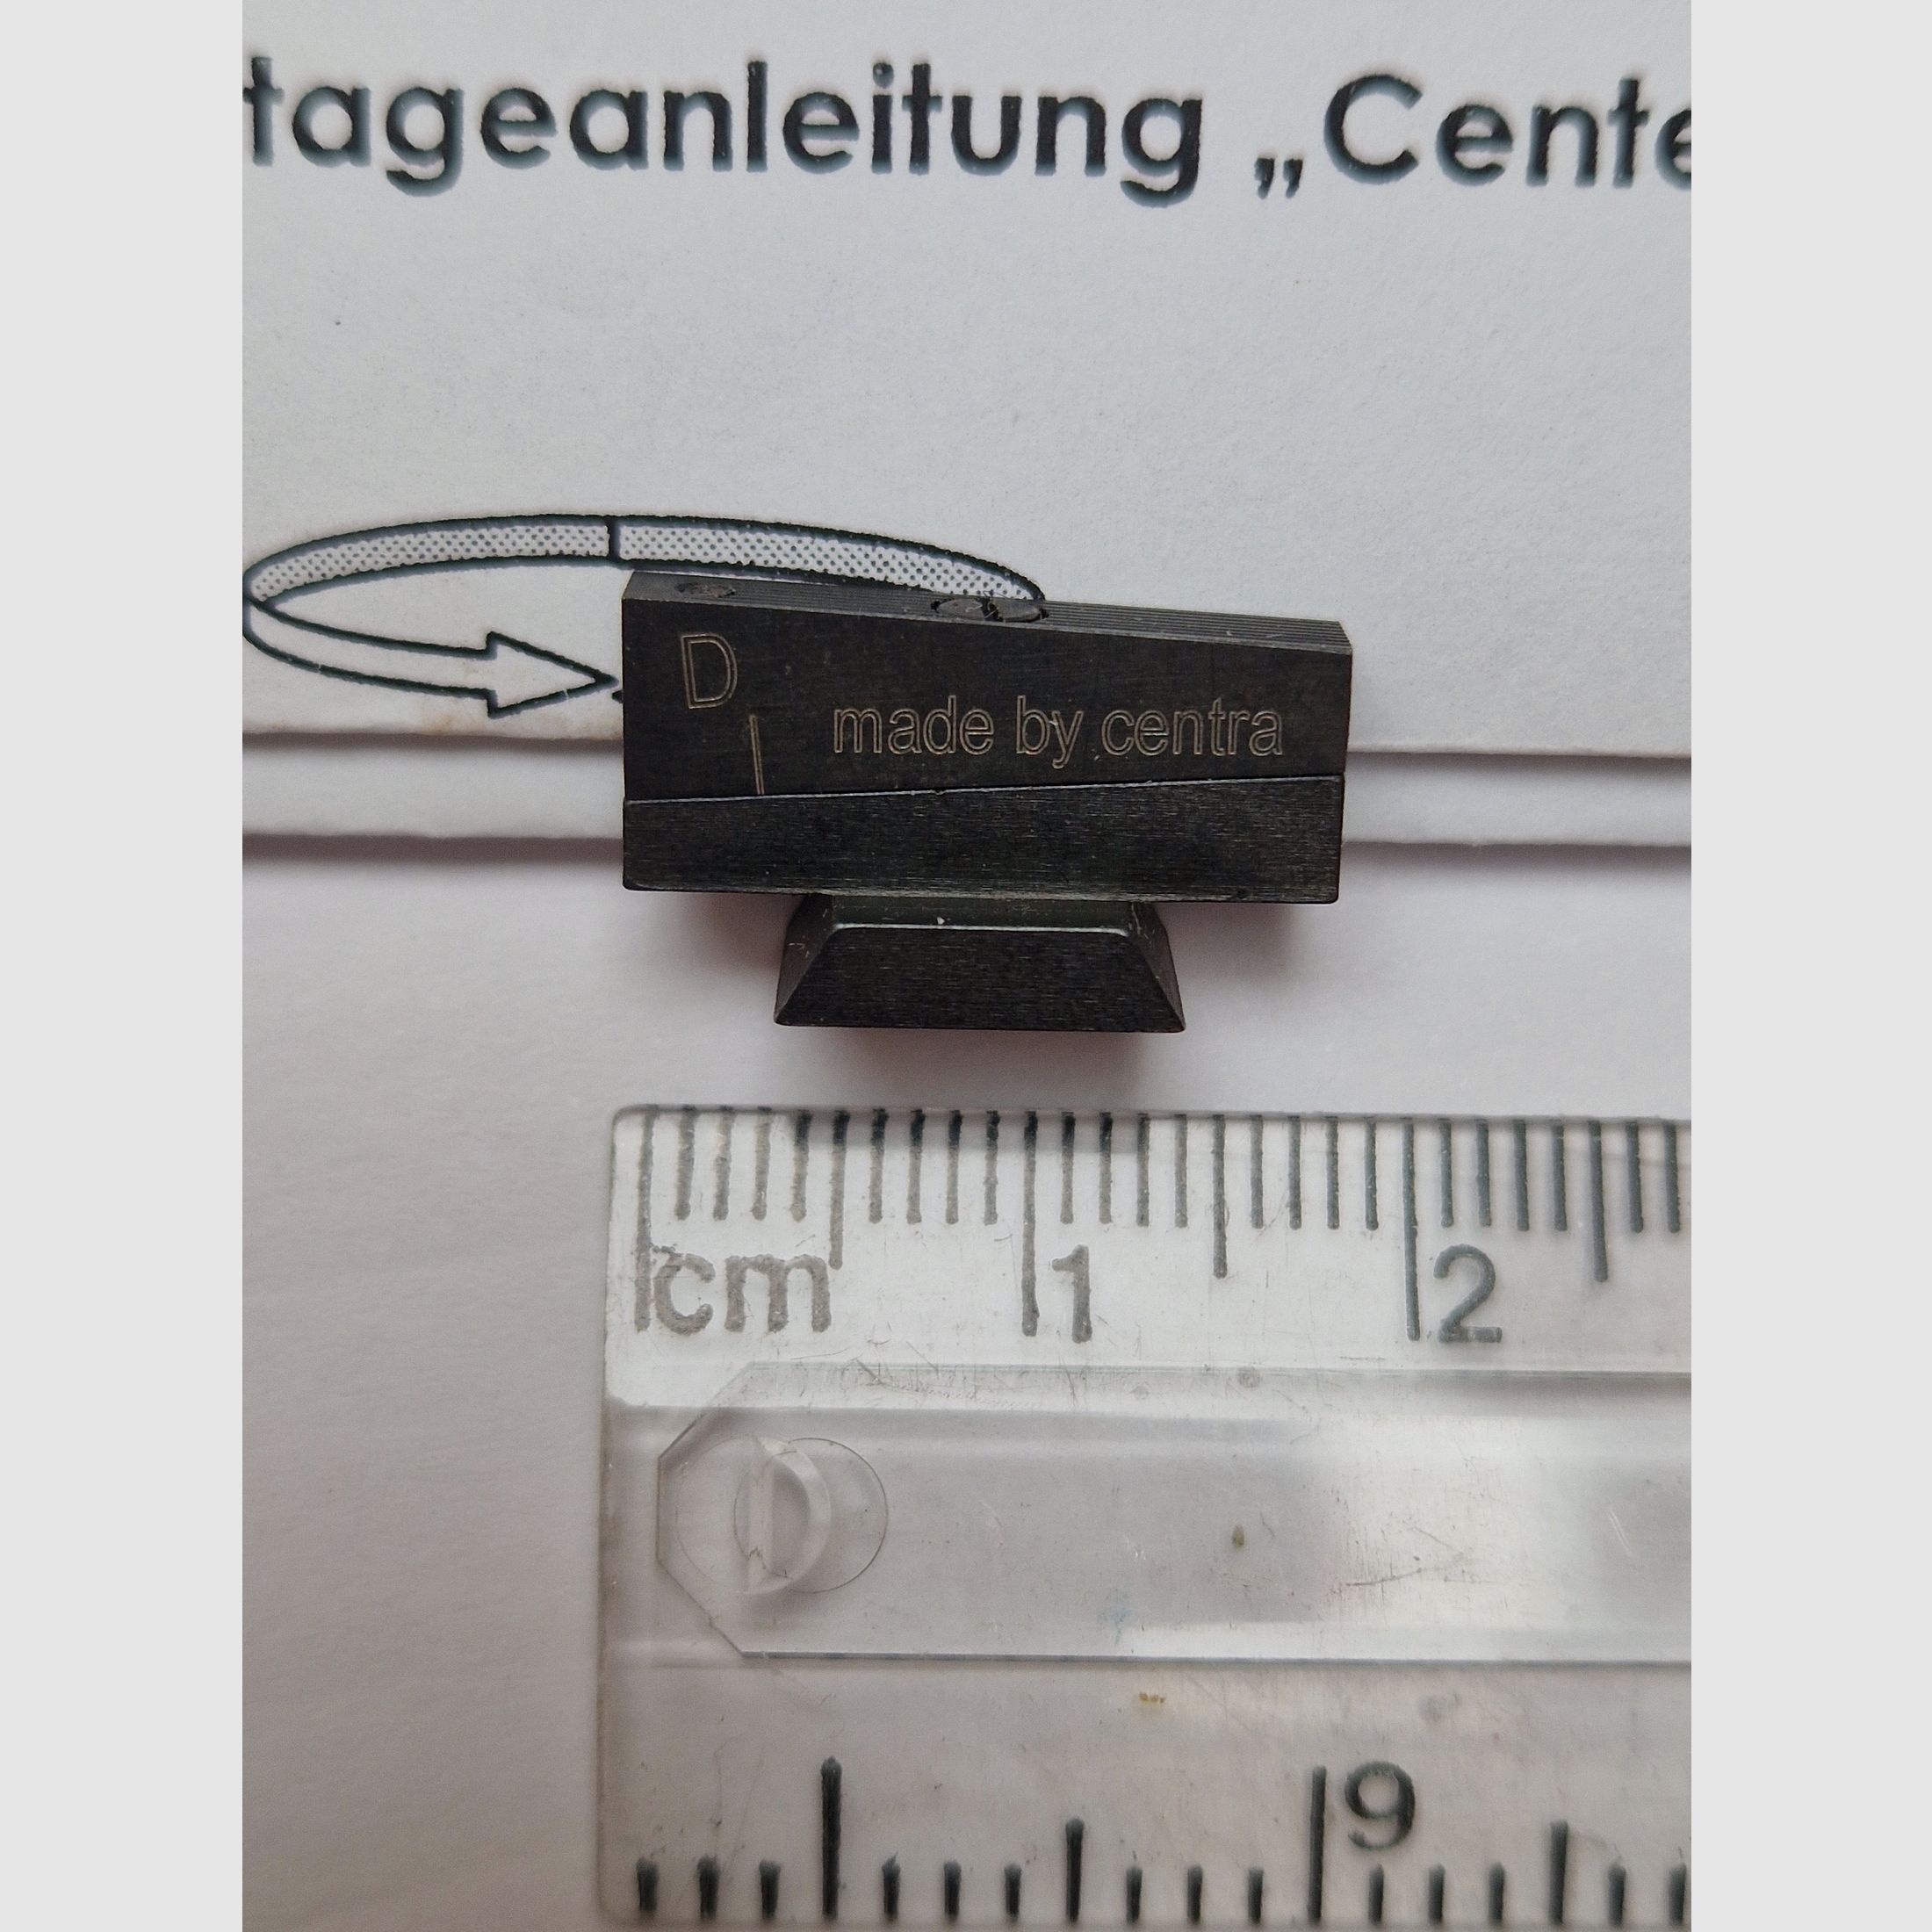 tageanleitung „Cente
D
made by centra
cm 1 2
9